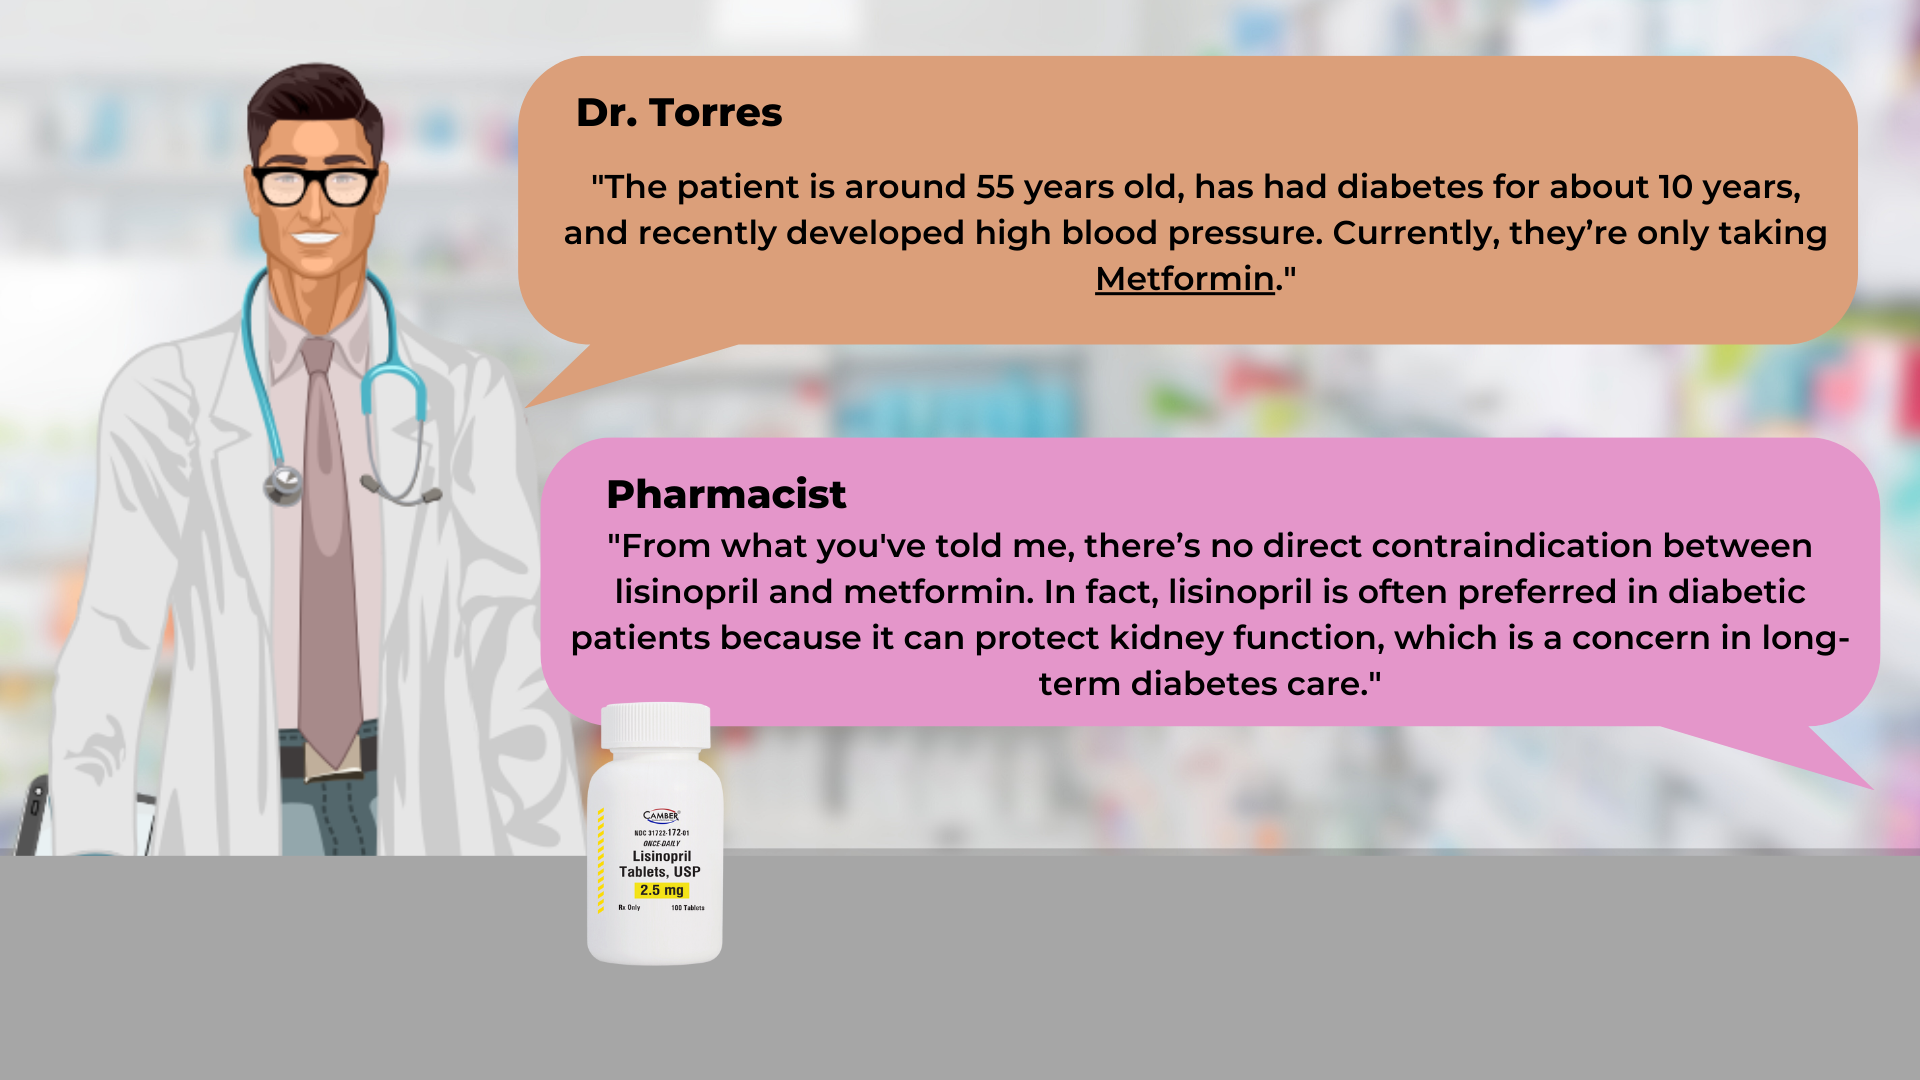 Dr. Torres
"The patient is around 55 years old, has had diabetes for about 10 years,
and recently developed high blood pressure. Currently, they’re only taking
Metformin."
Pharmacist
"From what you've told me, there’s no direct contraindication between
lisinopril and metformin. In fact, lisinopril is often preferred in diabetic
patients because it can protect kidney function, which is a concern in long-
term diabetes care."
CAMBER
NDC 31722-172-01
ONCE-DAILY
Lisinopril
Tablets, USP
2.5 mg
Rx Only 100 Tablets